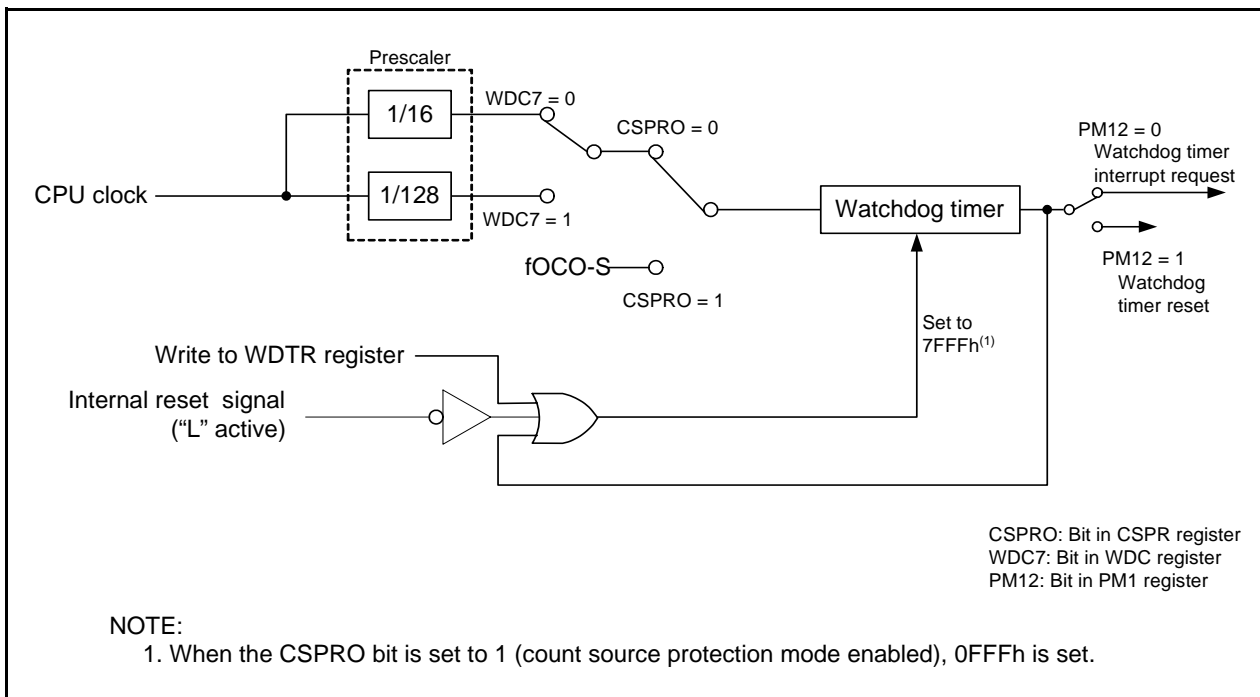 Prescaler
1/16
WDC7 = 0
CSPRO = 0
PM12 = 0
Watchdog timer
interrupt request
CPU clock
1/128
WDC7 = 1
Watchdog timer
fOCO-S
CSPRO = 1
PM12 = 1
Watchdog
timer reset
Set to
7FFFh(1)
Write to WDTR register
Internal reset signal
(“L” active)
CSPRO: Bit in CSPR register
WDC7: Bit in WDC register
PM12: Bit in PM1 register
NOTE:
1. When the CSPRO bit is set to 1 (count source protection mode enabled), 0FFFh is set.